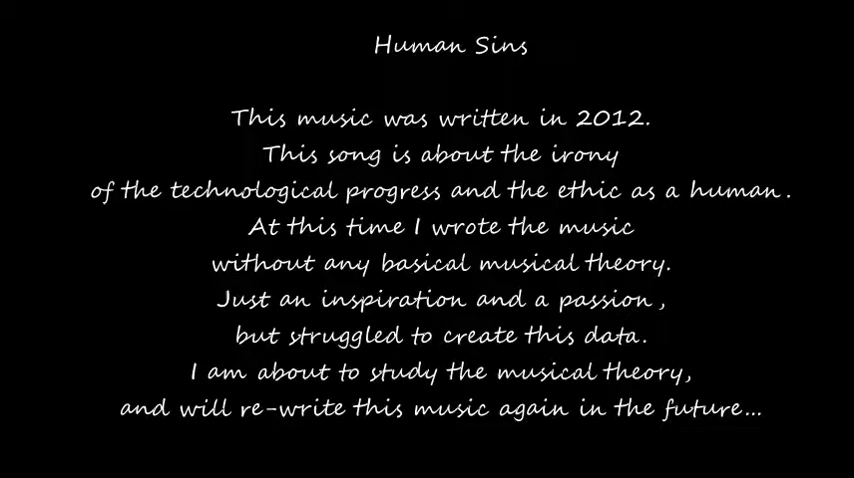 Human Sins
This music was written in 2012.
This song is about the irony
of the technological progress and the ethic as a human.
At this time I wrote the music
without any basical musical theory.
Just an inspiration and a passion,
but struggled to create this data.
I am about to study the musical theory,
and will re-write this music again in the future...